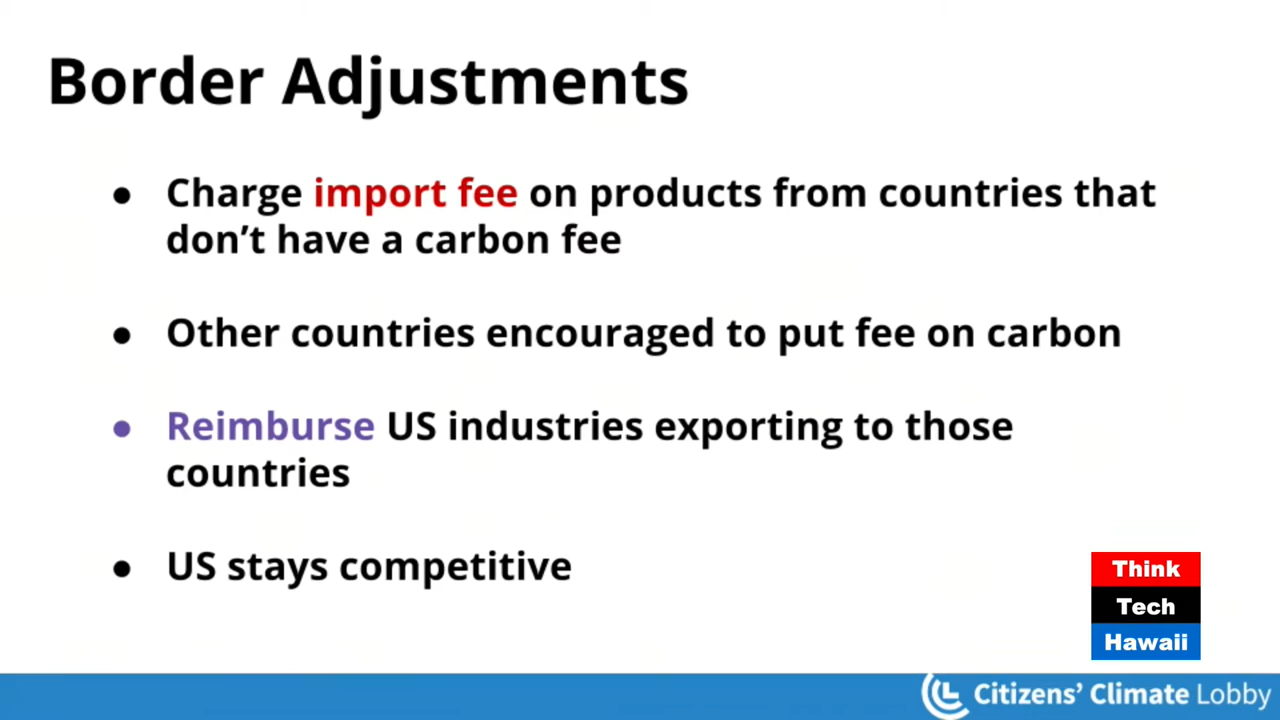 Border Adjustments
● Charge import fee on products from countries that
don’t have a carbon fee
● Other countries encouraged to put fee on carbon
● Reimburse US industries exporting to those
countries
● US stays competitive
Think
Tech
Hawaii
Citizens’ Climate Lobby